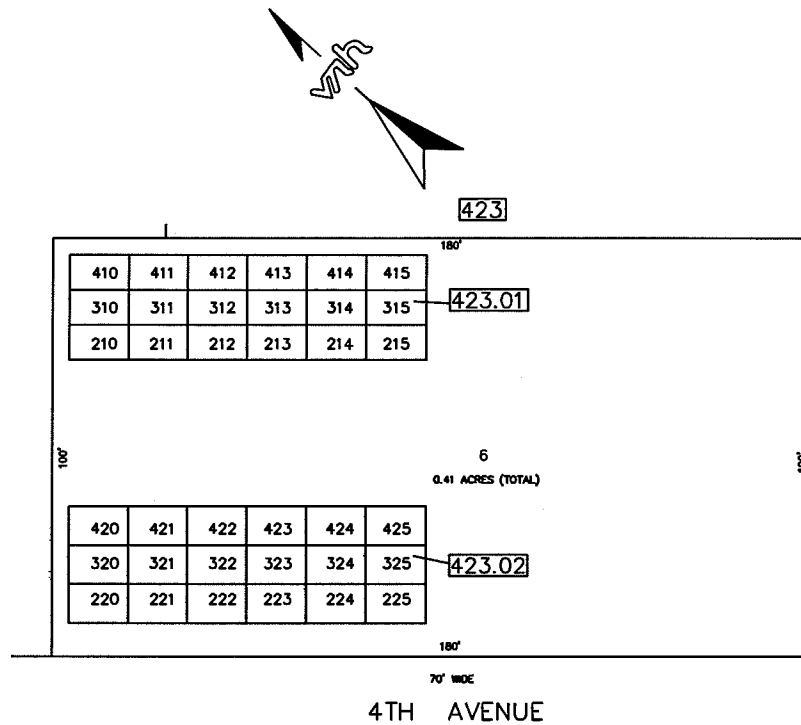 vnh
423
180'
410 411 412 413 414 415
310 311 312 313 314 315
423.01
210 211 212 213 214 215
100'
6
0.41 ACRES (TOTAL)
420 421 422 423 424 425
320 321 322 323 324 325
423.02
220 221 222 223 224 225
180'
70' WIDE
4TH AVENUE